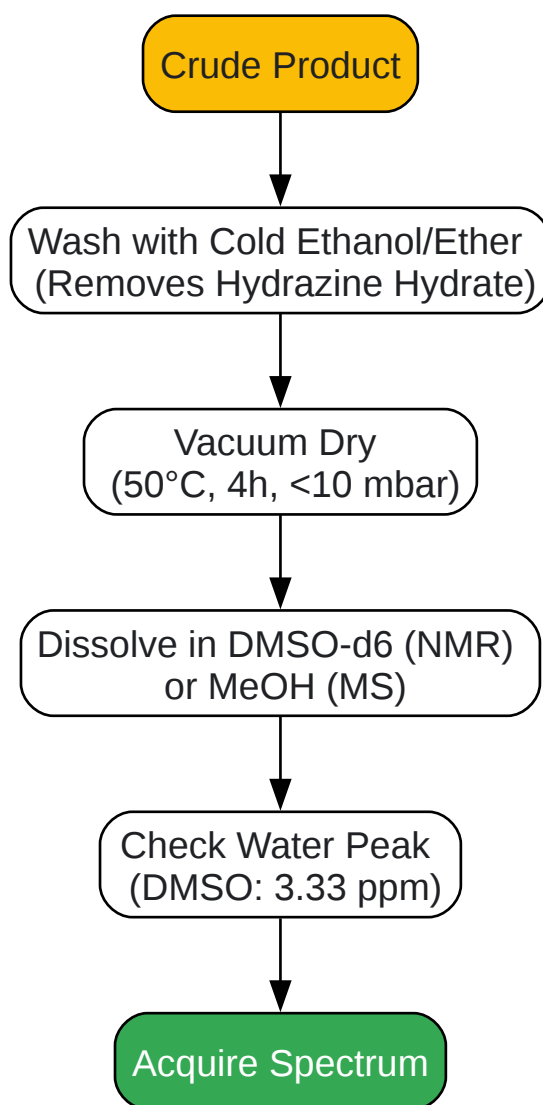 Crude Product
Wash with Cold Ethanol/Ether
(Removes Hydrazine Hydrate)
Vacuum Dry
(50°C, 4h, <10 mbar)
Dissolve in DMSO-d6 (NMR)
or MeOH (MS)
Check Water Peak
(DMSO: 3.33 ppm)
Acquire Spectrum